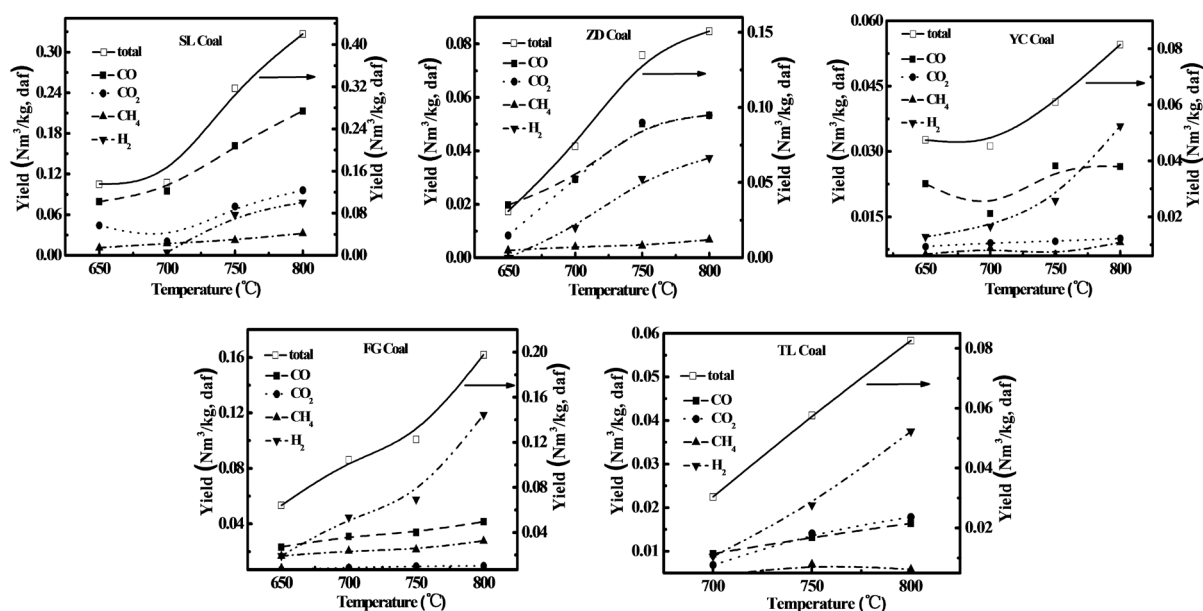 SL Coal
total
CO
CO₂
CH₄
H₂
0.30
0.24
0.18
0.12
0.06
0.00
0.40
0.32
0.24
0.16
0.08
0.00
650 700 750 800
Temperature (℃)
Yield (Nm³/kg, daf)
Yield (Nm³/kg, daf)
ZD Coal
total
CO
CO₂
CH₄
H₂
0.08
0.06
0.04
0.02
0.00
0.15
0.10
0.05
0.00
650 700 750 800
Temperature (℃)
Yield (Nm³/kg, daf)
Yield (Nm³/kg, daf)
YC Coal
total
CO
CO₂
CH₄
H₂
0.060
0.045
0.030
0.015
0.08
0.06
0.04
0.02
650 700 750 800
Temperature (℃)
Yield (Nm³/kg, daf)
Yield (Nm³/kg, daf)
FG Coal
total
CO
CO₂
CH₄
H₂
0.16
0.12
0.08
0.04
0.20
0.16
0.12
0.08
0.04
650 700 750 800
Temperature (℃)
Yield (Nm³/kg, daf)
Yield (Nm³/kg, daf)
TL Coal
total
CO
CO₂
CH₄
H₂
0.06
0.05
0.04
0.03
0.02
0.01
0.08
0.06
0.04
0.02
700 750 800
Temperature (℃)
Yield (Nm³/kg, daf)
Yield (Nm³/kg, daf)